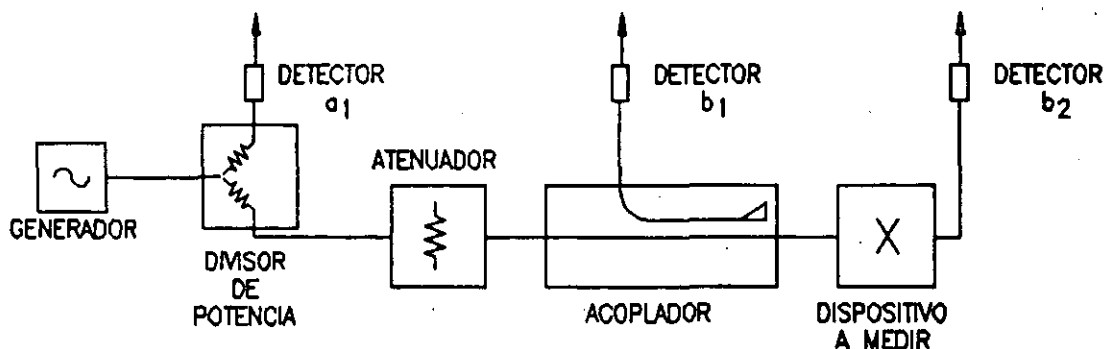 DETECTOR
a1
DETECTOR
b1
DETECTOR
b2
ATENUADOR
GENERADOR
DIVISOR
DE
POTENCIA
ACOPLADOR
X
DISPOSITIVO
A MEDIR